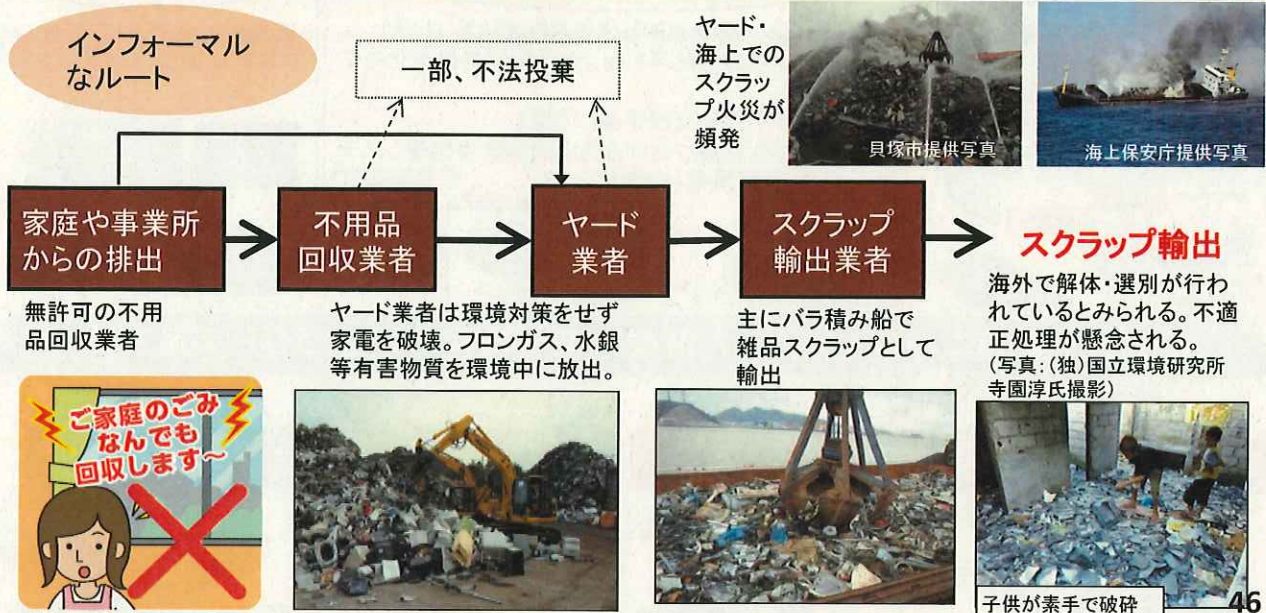 インフォーマル
なルート
一部、不法投棄
ヤード・
海上での
スクラッ
プ火災が
頻発
貝塚市提供写真
海上保安庁提供写真
家庭や事業所
からの排出
不用品
回収業者
ヤード
業者
スクラップ
輸出業者
スクラップ輸出
無許可の不用
品回収業者
ヤード業者は環境対策をせず
家電を破壊。フロンガス、水銀
等有害物質を環境中に放出。
主にバラ積み船で
雑品スクラップとして
輸出
海外で解体・選別が行わ
れているとみられる。不適
正処理が懸念される。
(写真:(独)国立環境研究所
寺園淳氏撮影)
ご家庭のごみ
なんでも
回収します～
子供が素手で破砕
46